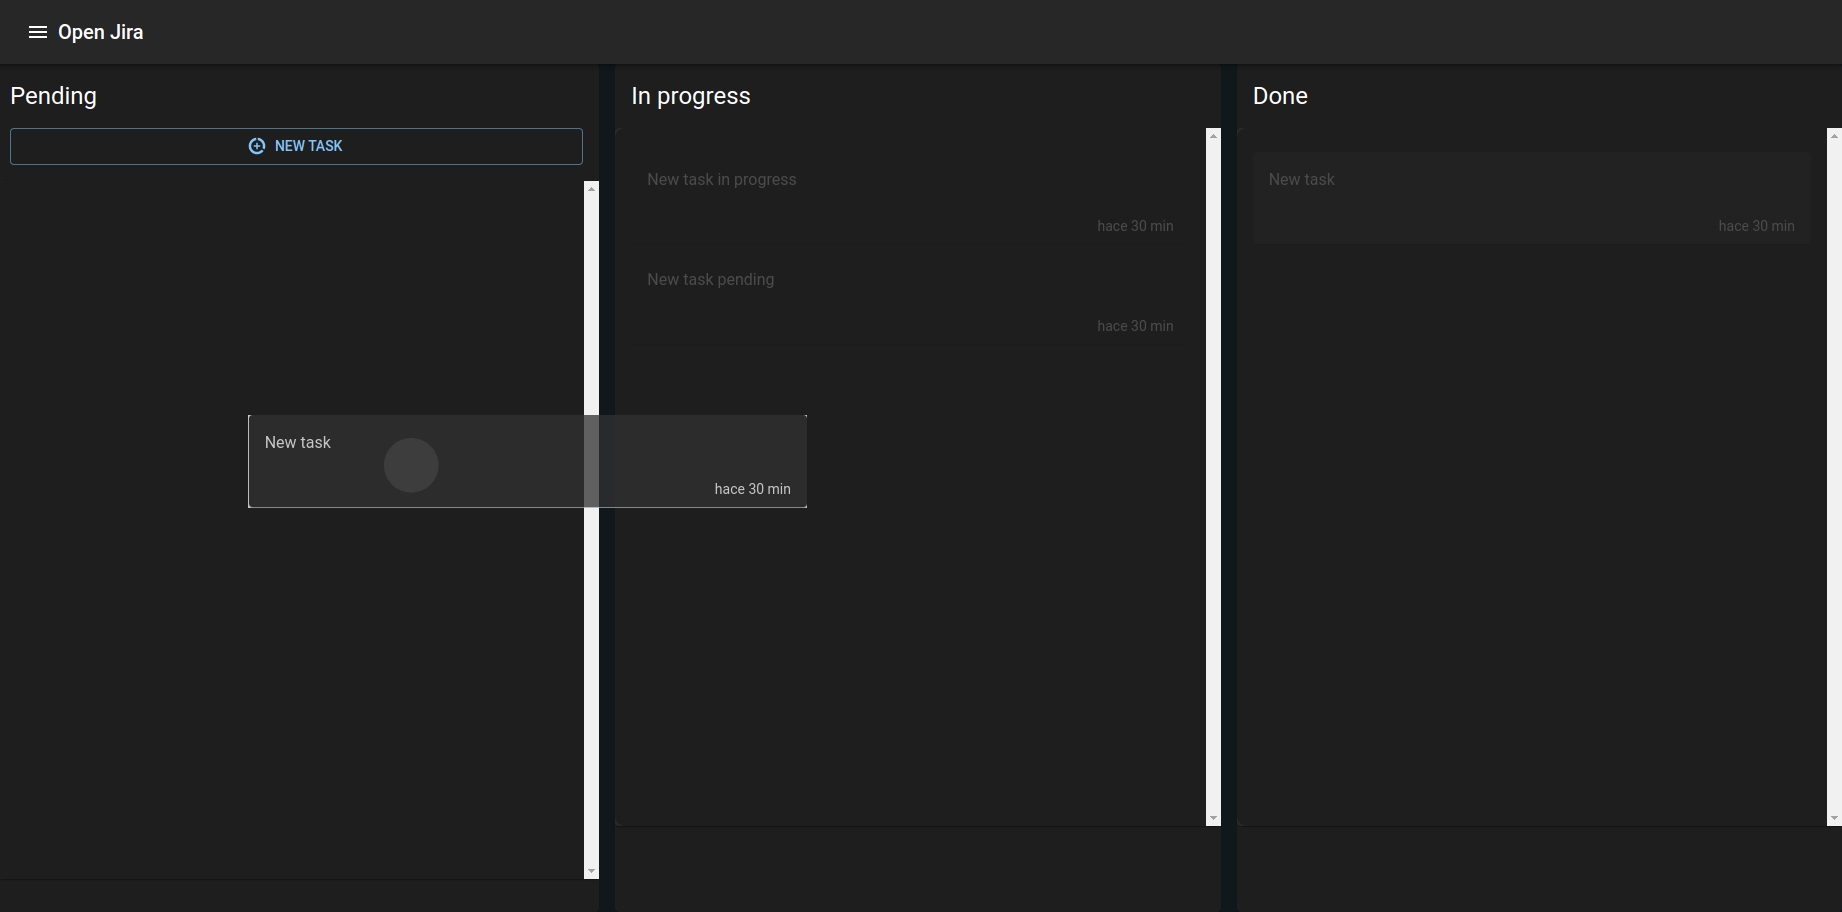 Open Jira
Pending
NEW TASK
New task
hace 30 min
In progress
New task in progress
hace 30 min
New task pending
hace 30 min
Done
New task
hace 30 min